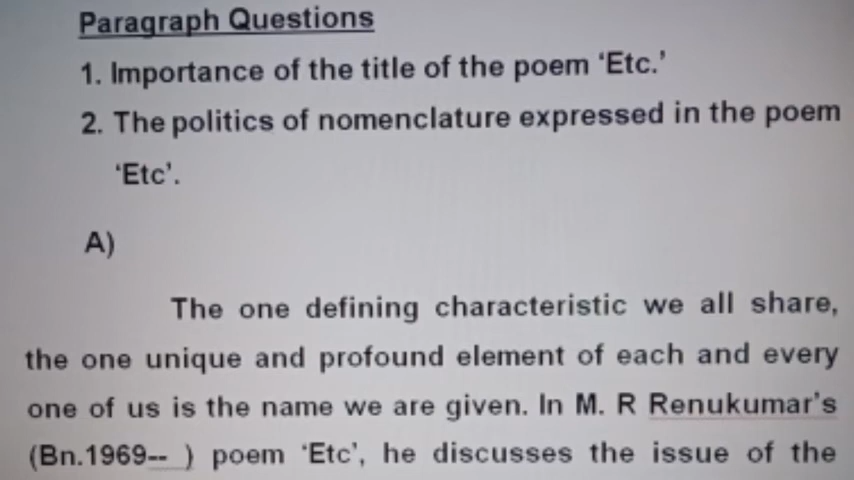 Paragraph Questions
1. Importance of the title of the poem ‘Etc.’
2. The politics of nomenclature expressed in the poem
‘Etc’.
A)
The one defining characteristic we all share,
the one unique and profound element of each and every
one of us is the name we are given. In M. R Renukumar’s
(Bn.1969-- ) poem ‘Etc’, he discusses the issue of the